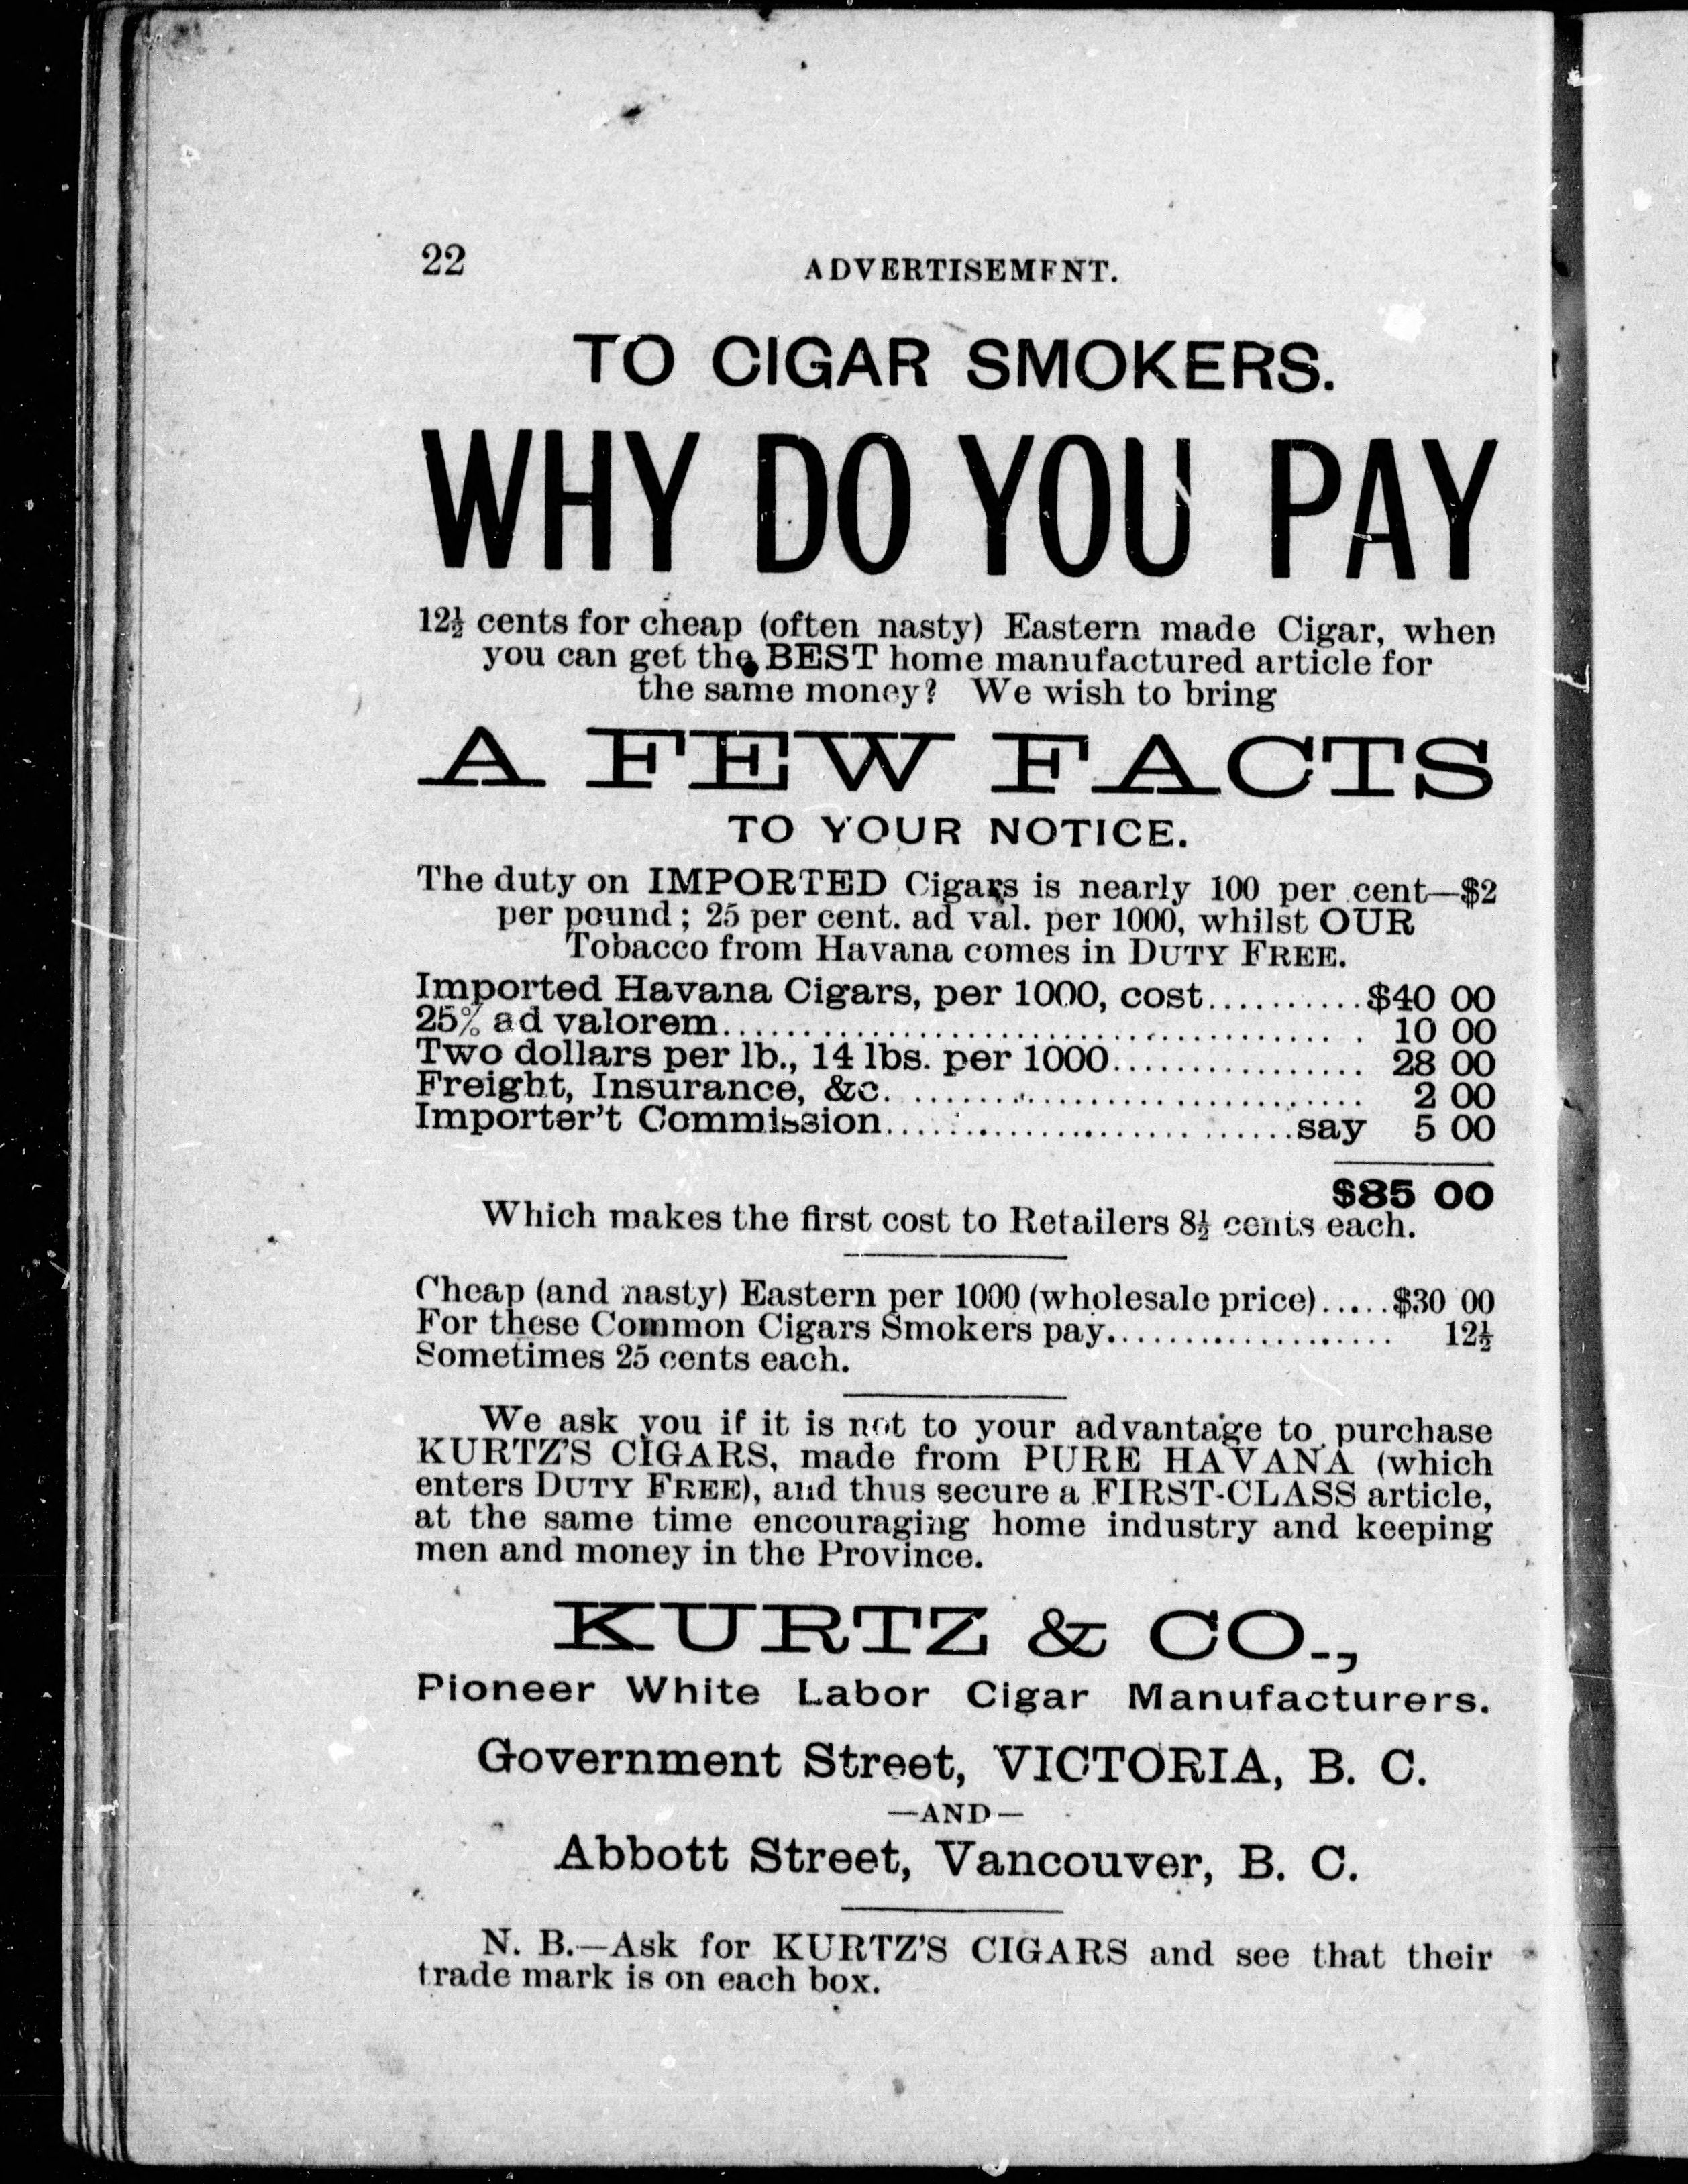 22
ADVERTISEMENT.
TO CIGAR SMOKERS.
WHY DO YOU PAY
12½ cents for cheap (often nasty) Eastern made Cigar, when
you can get the BEST home manufactured article for
the same money? We wish to bring
A FEW FACTS
TO YOUR NOTICE.
The duty on IMPORTED Cigars is nearly 100 per cent—$2
per pound; 25 per cent. ad val. per 1000, whilst OUR
Tobacco from Havana comes in DUTY FREE.
Imported Havana Cigars, per 1000, cost..........$40 00
25% ad valorem...................................... 10 00
Two dollars per lb., 14 lbs. per 1000................ 28 00
Freight, Insurance, &c. ............................ 2 00
Importer't Commission..........................say 5 00
$85 00
Which makes the first cost to Retailers 8½ cents each.
Cheap (and nasty) Eastern per 1000 (wholesale price).....$30 00
For these Common Cigars Smokers pay................... 12½
Sometimes 25 cents each.
We ask you if it is not to your advantage to purchase
KURTZ'S CIGARS, made from PURE HAVANA (which
enters DUTY FREE), and thus secure a FIRST-CLASS article,
at the same time encouraging home industry and keeping
men and money in the Province.
KURTZ & CO.,
Pioneer White Labor Cigar Manufacturers.
Government Street, VICTORIA, B. C.
—AND—
Abbott Street, Vancouver, B. C.
N. B.—Ask for KURTZ'S CIGARS and see that their
trade mark is on each box.